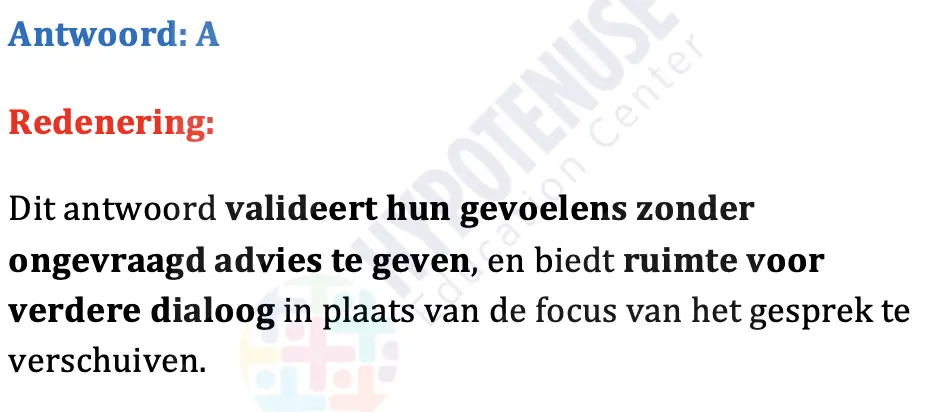 Antwoord: A
Redenering:
Dit antwoord valideert hun gevoelens zonder
ongevraagd advies te geven, en biedt ruimte voor
verdere dialoog in plaats van de focus van het gesprek te
verschuiven.
HYPOTENUSE
Education Center